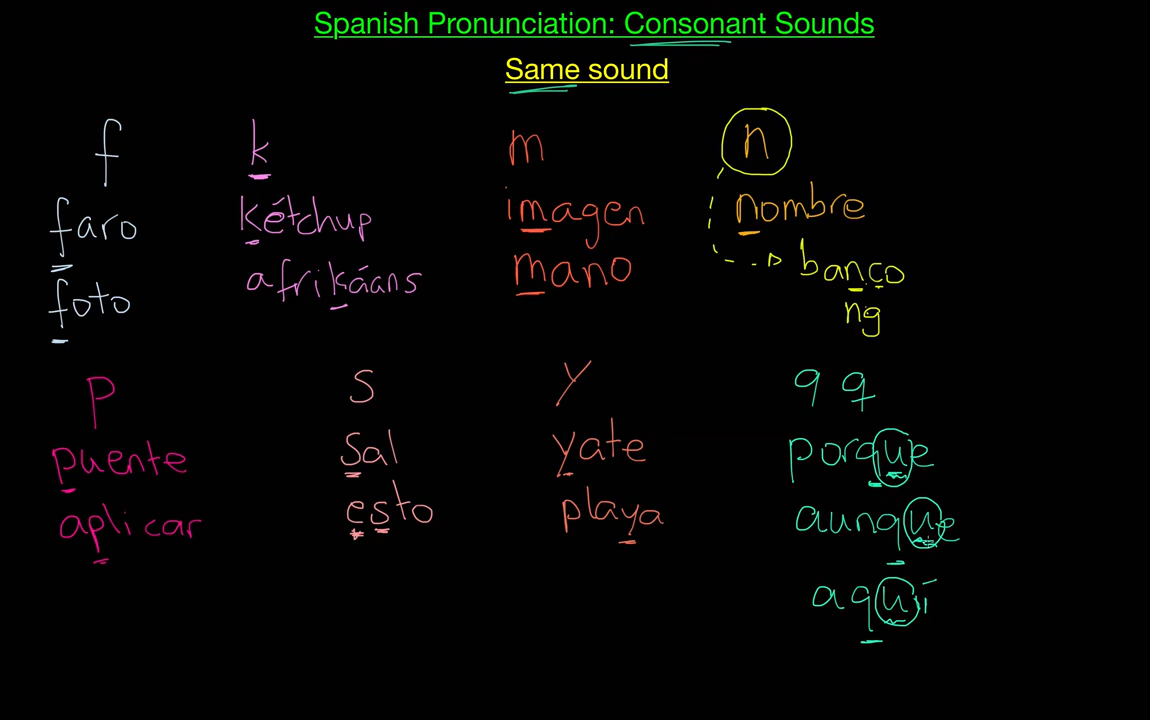 Spanish Pronunciation: Consonant Sounds
Same sound
f
faro
foto
k
kétchup
afrikáans
m
imagen
mano
n
nombre
banco
ng
p
puente
aplicar
s
sal
esto
y
yate
playa
q q
porque
aunque
aquí